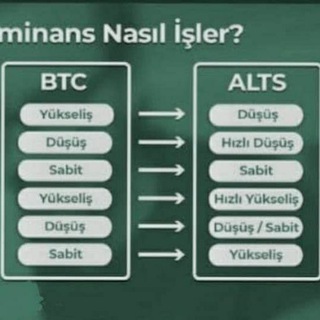 minans Nasıl İşler?
BTC ALTS
Yükseliş → Düşüş
Düşüş → Hızlı Düşüş
Sabit → Sabit
Yükseliş → Hızlı Yükseliş
Düşüş → Düşüş / Sabit
Sabit → Yükseliş